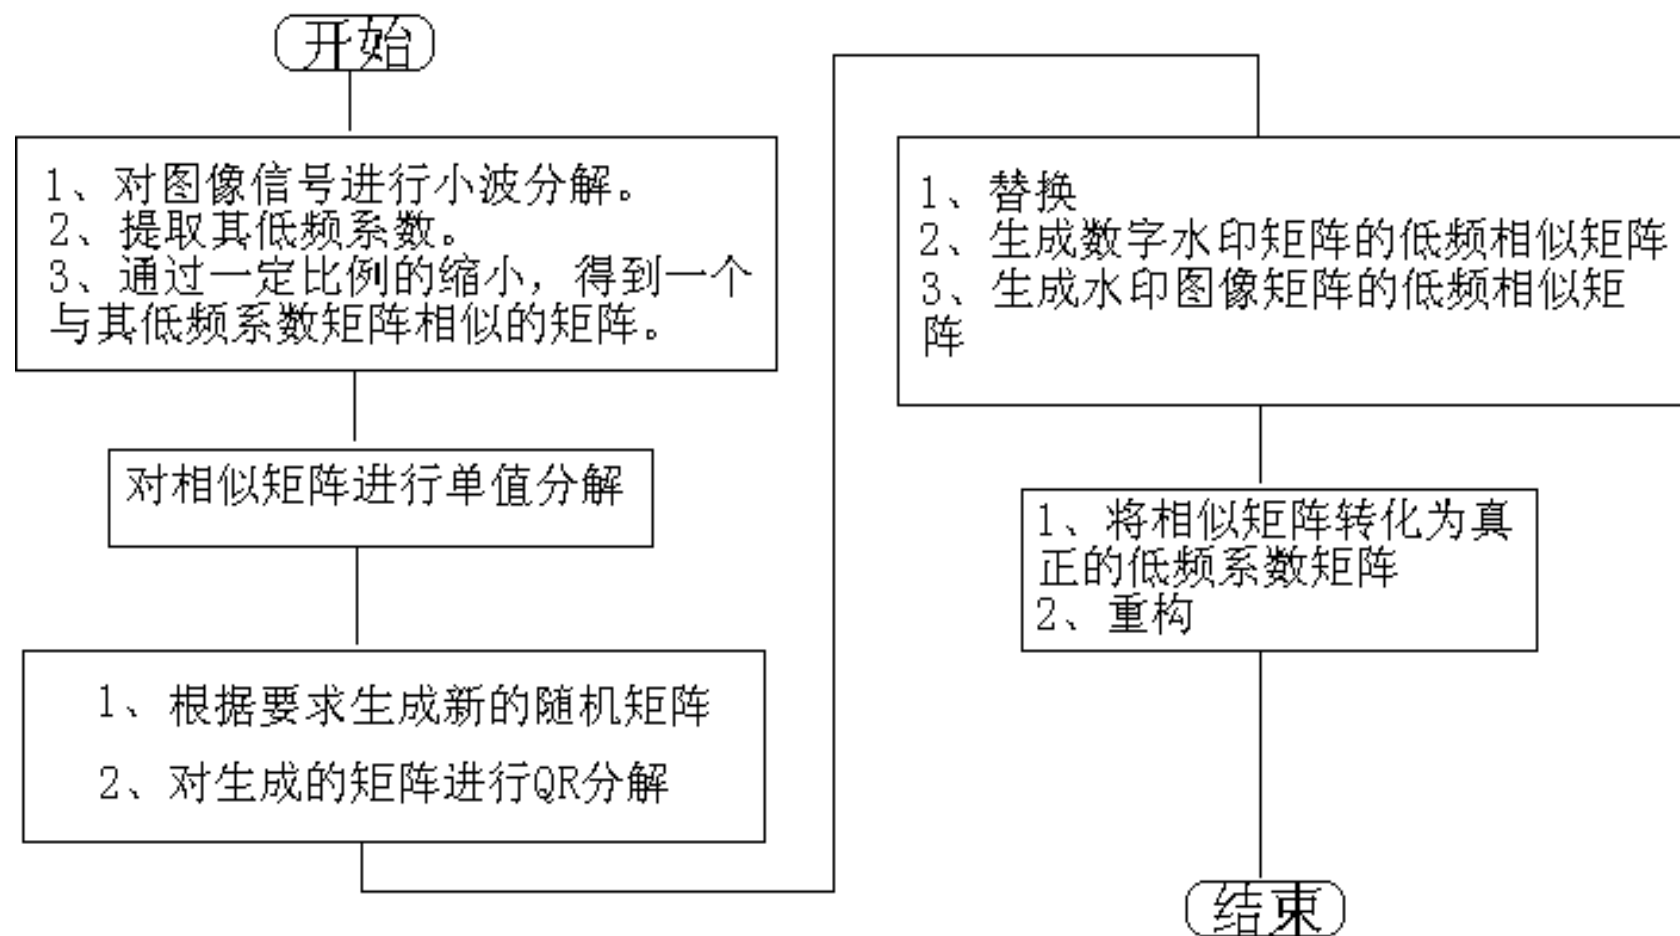 开始
1、对图像信号进行小波分解。
2、提取其低频系数。
3、通过一定比例的缩小，得到一个
与其低频系数矩阵相似的矩阵。
对相似矩阵进行单值分解
1、根据要求生成新的随机矩阵
2、对生成的矩阵进行QR分解
1、替换
2、生成数字水印矩阵的低频相似矩阵
3、生成水印图像矩阵的低频相似矩
阵
1、将相似矩阵转化为真
正的低频系数矩阵
2、重构
结束